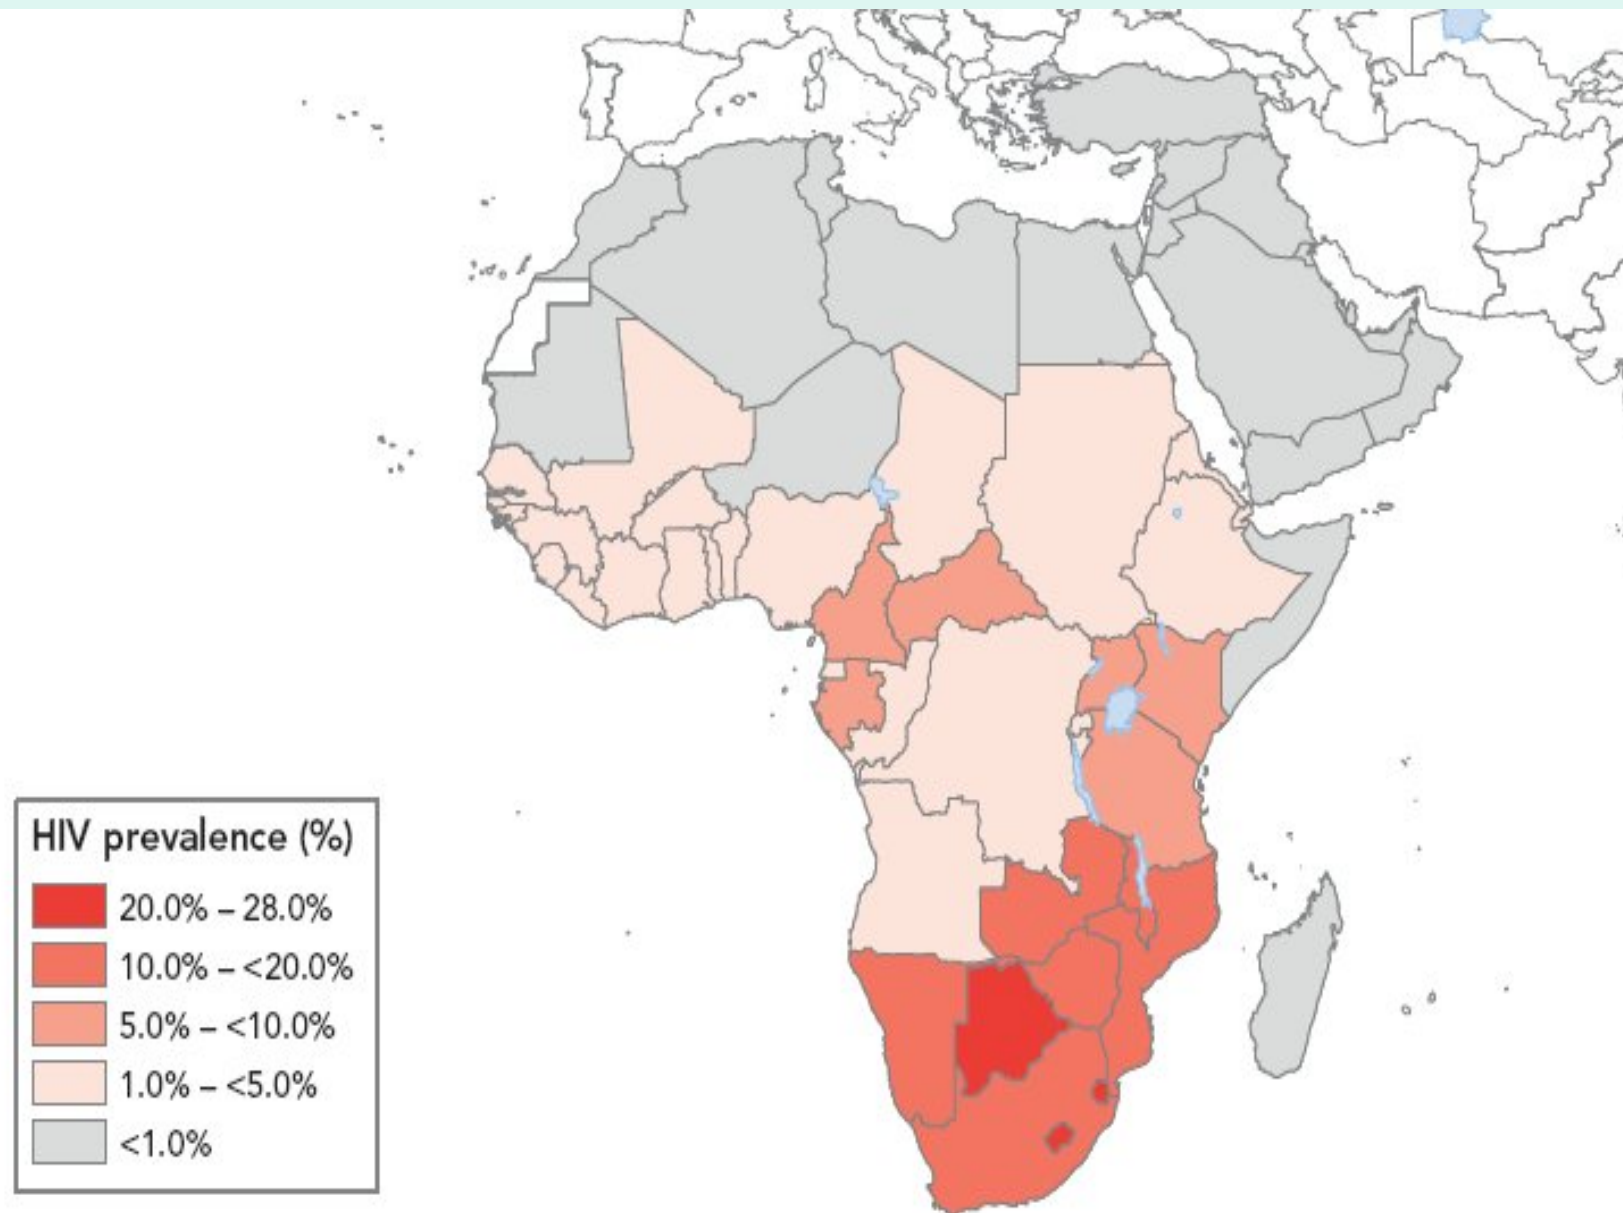 HIV prevalence (%)
20.0% – 28.0%
10.0% – <20.0%
5.0% – <10.0%
1.0% – <5.0%
<1.0%